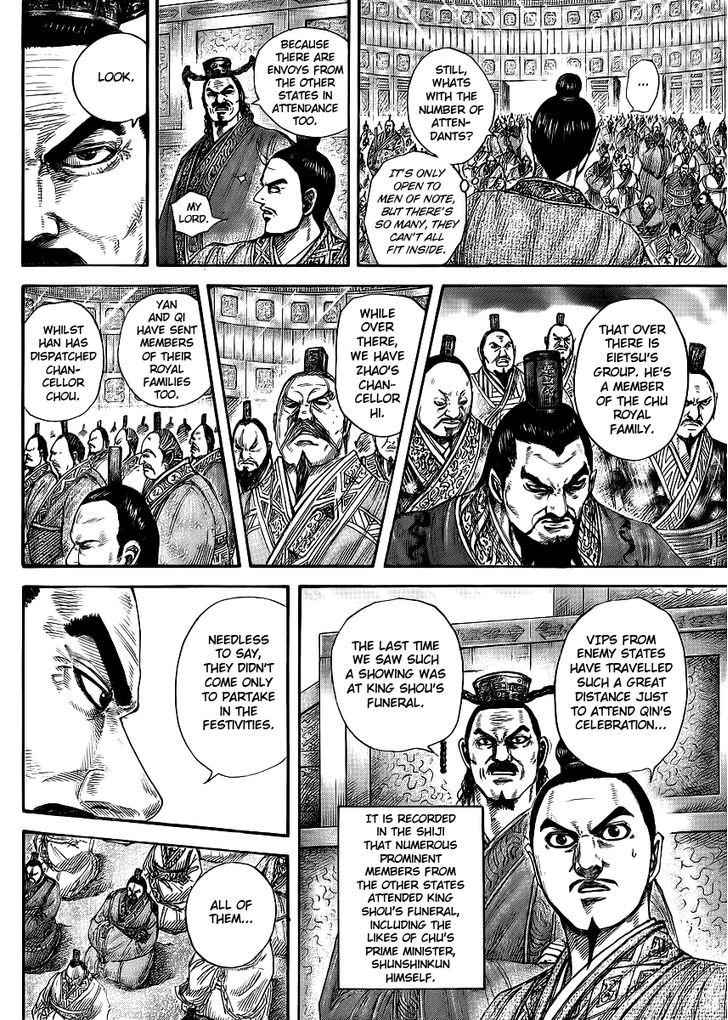 ...
STILL,
WHATS
WITH THE
NUMBER OF
ATTEN-
DANTS?
IT'S ONLY
OPEN TO
MEN OF NOTE,
BUT THERE'S
SO MANY, THEY
CAN'T ALL
FIT INSIDE.
BECAUSE
THERE ARE
ENVOYS FROM
THE OTHER
STATES IN
ATTENDANCE
TOO.
MY
LORD.
LOOK.
THAT OVER
THERE IS
EIETSU'S
GROUP. HE'S
A MEMBER
OF THE CHU
ROYAL
FAMILY.
WHILE
OVER
THERE,
WE HAVE
ZHAO'S
CHAN-
CELLOR
HI.
YAN
AND QI
HAVE SENT
MEMBERS
OF THEIR
ROYAL
FAMILIES
TOO.
WHILST
HAN HAS
DISPATCHED
CHAN-
CELLOR
CHOU.
VIPS FROM
ENEMY STATES
HAVE TRAVELLED
SUCH A GREAT
DISTANCE JUST
TO ATTEND QIN'S
CELEBRATION...
THE LAST TIME
WE SAW SUCH
A SHOWING WAS
AT KING SHOU'S
FUNERAL.
IT IS RECORDED
IN THE SHIJI
THAT NUMEROUS
PROMINENT
MEMBERS FROM
THE OTHER STATES
ATTENDED KING
SHOU'S FUNERAL,
INCLUDING THE
LIKES OF CHU'S
PRIME MINISTER,
SHUNSHINKUN
HIMSELF.
NEEDLESS
TO SAY,
THEY DIDN'T
COME ONLY
TO PARTAKE
IN THE
FESTIVITIES.
ALL OF
THEM...